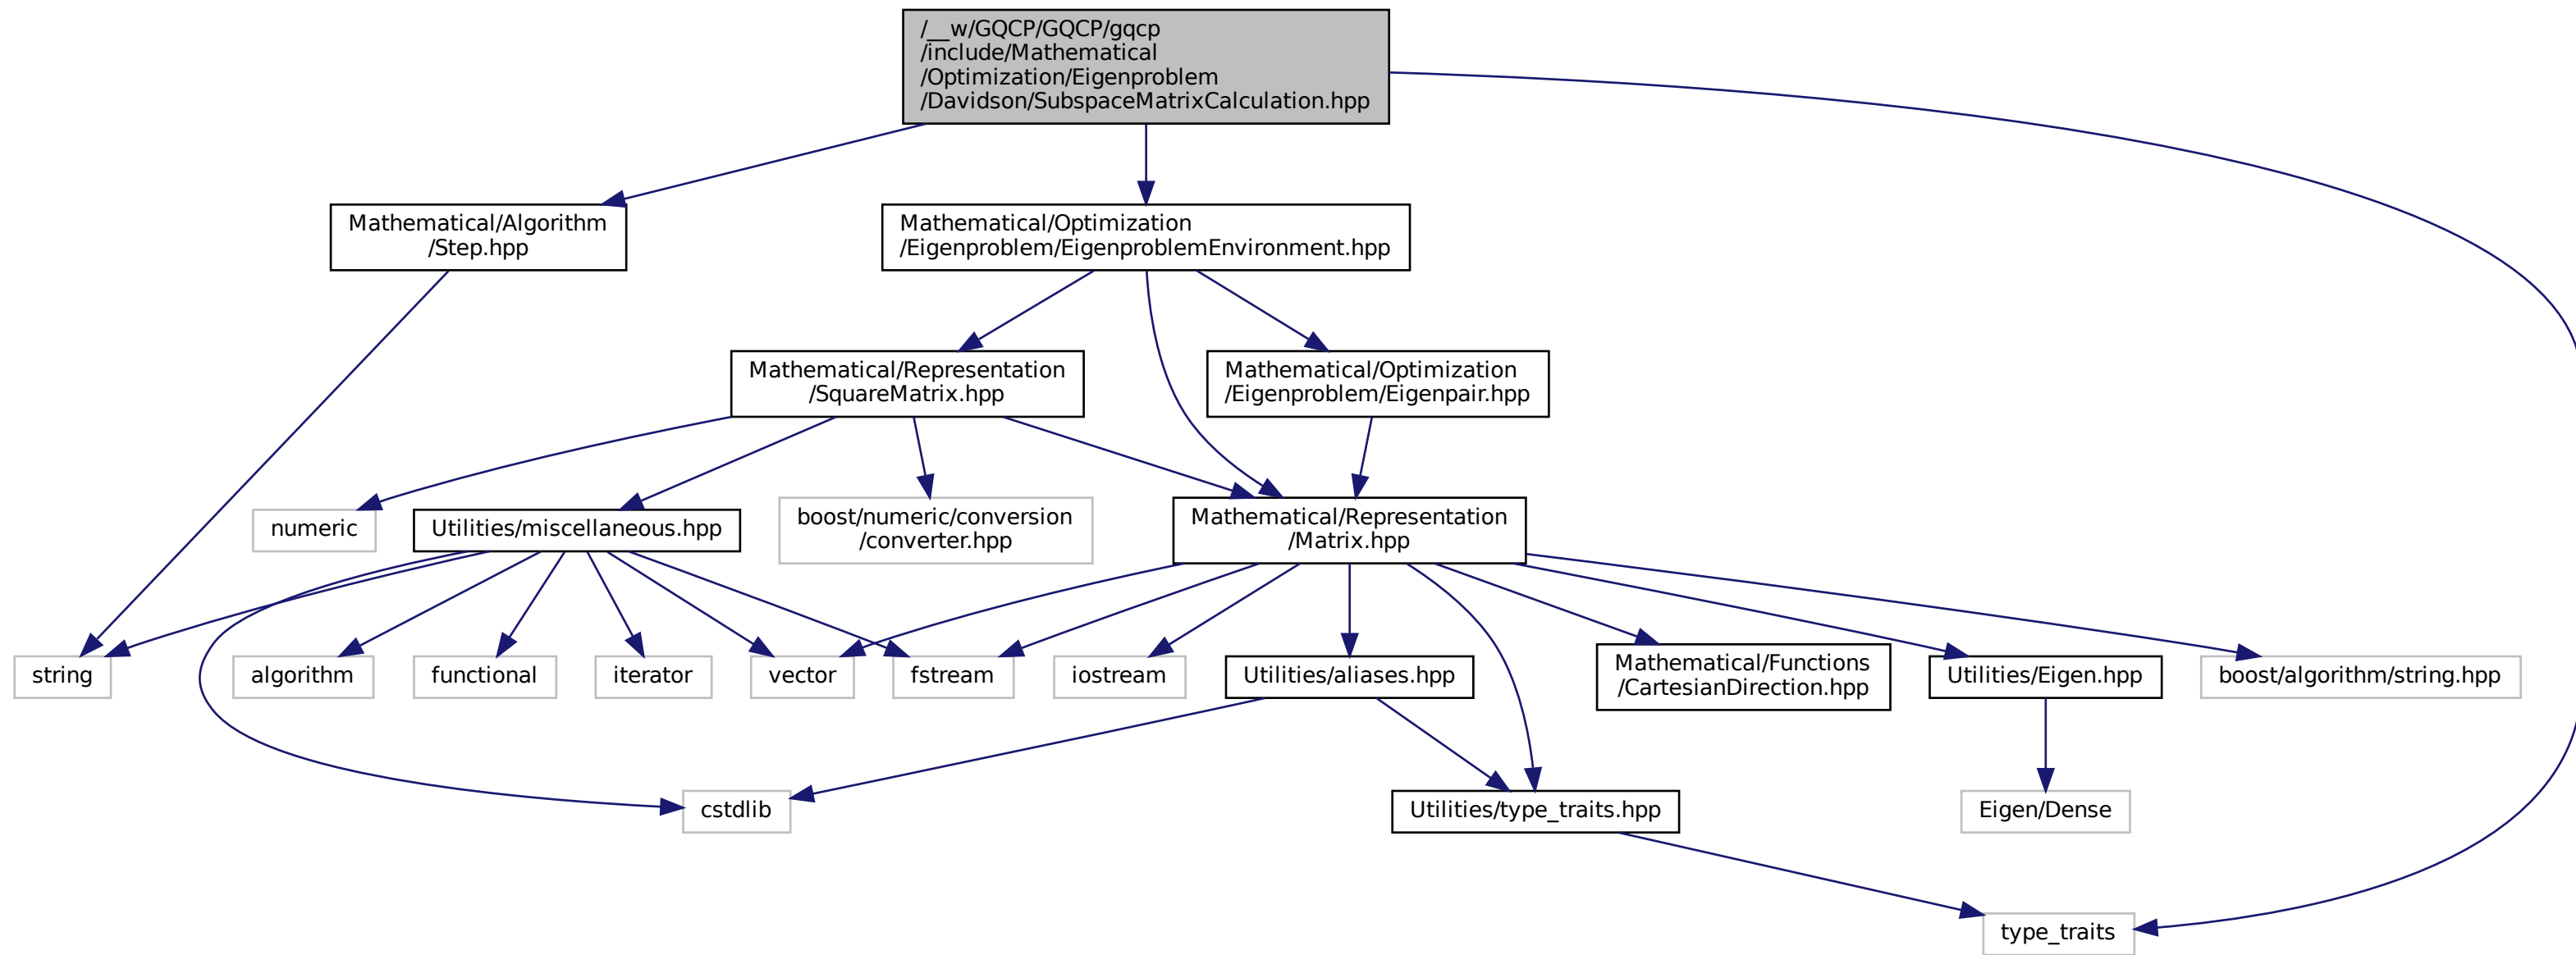 /__w/GQCP/GQCP/gqcp
/include/Mathematical
/Optimization/Eigenproblem
/Davidson/SubspaceMatrixCalculation.hpp
Mathematical/Algorithm
/Step.hpp
Mathematical/Optimization
/Eigenproblem/EigenproblemEnvironment.hpp
Mathematical/Representation
/SquareMatrix.hpp
Mathematical/Optimization
/Eigenproblem/Eigenpair.hpp
numeric
Utilities/miscellaneous.hpp
boost/numeric/conversion
/converter.hpp
Mathematical/Representation
/Matrix.hpp
string
algorithm
functional
iterator
vector
fstream
iostream
Utilities/aliases.hpp
Mathematical/Functions
/CartesianDirection.hpp
Utilities/Eigen.hpp
boost/algorithm/string.hpp
cstdlib
Utilities/type_traits.hpp
Eigen/Dense
type_traits